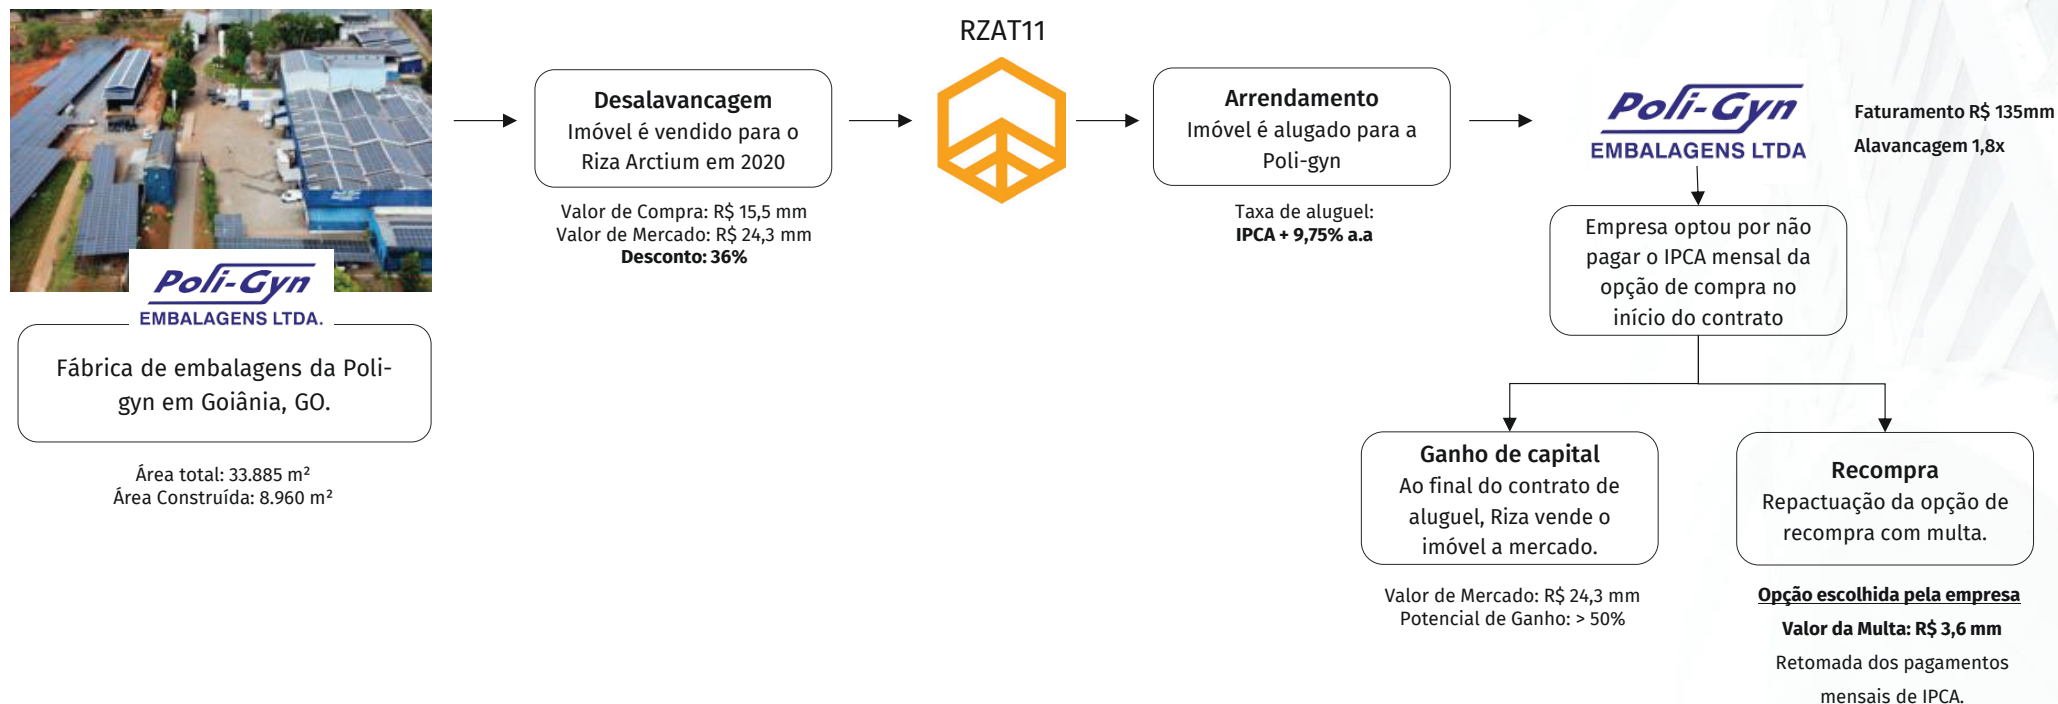 Poli-Gyn
EMBALAGENS LTDA.
Fábrica de embalagens da Poli-
gyn em Goiânia, GO.
Área total: 33.885 m²
Área Construída: 8.960 m²
Desalavancagem
Imóvel é vendido para o
Riza Arctium em 2020
Valor de Compra: R$ 15,5 mm
Valor de Mercado: R$ 24,3 mm
Desconto: 36%
RZAT11
Arrendamento
Imóvel é alugado para a
Poli-gyn
Taxa de aluguel:
IPCA + 9,75% a.a
Poli-Gyn
EMBALAGENS LTDA
Faturamento R$ 135mm
Alavancagem 1,8x
Empresa optou por não
pagar o IPCA mensal da
opção de compra no
início do contrato
Ganho de capital
Ao final do contrato de
aluguel, Riza vende o
imóvel a mercado.
Valor de Mercado: R$ 24,3 mm
Potencial de Ganho: > 50%
Recompra
Repactuação da opção de
recompra com multa.
Opção escolhida pela empresa
Valor da Multa: R$ 3,6 mm
Retomada dos pagamentos
mensais de IPCA.